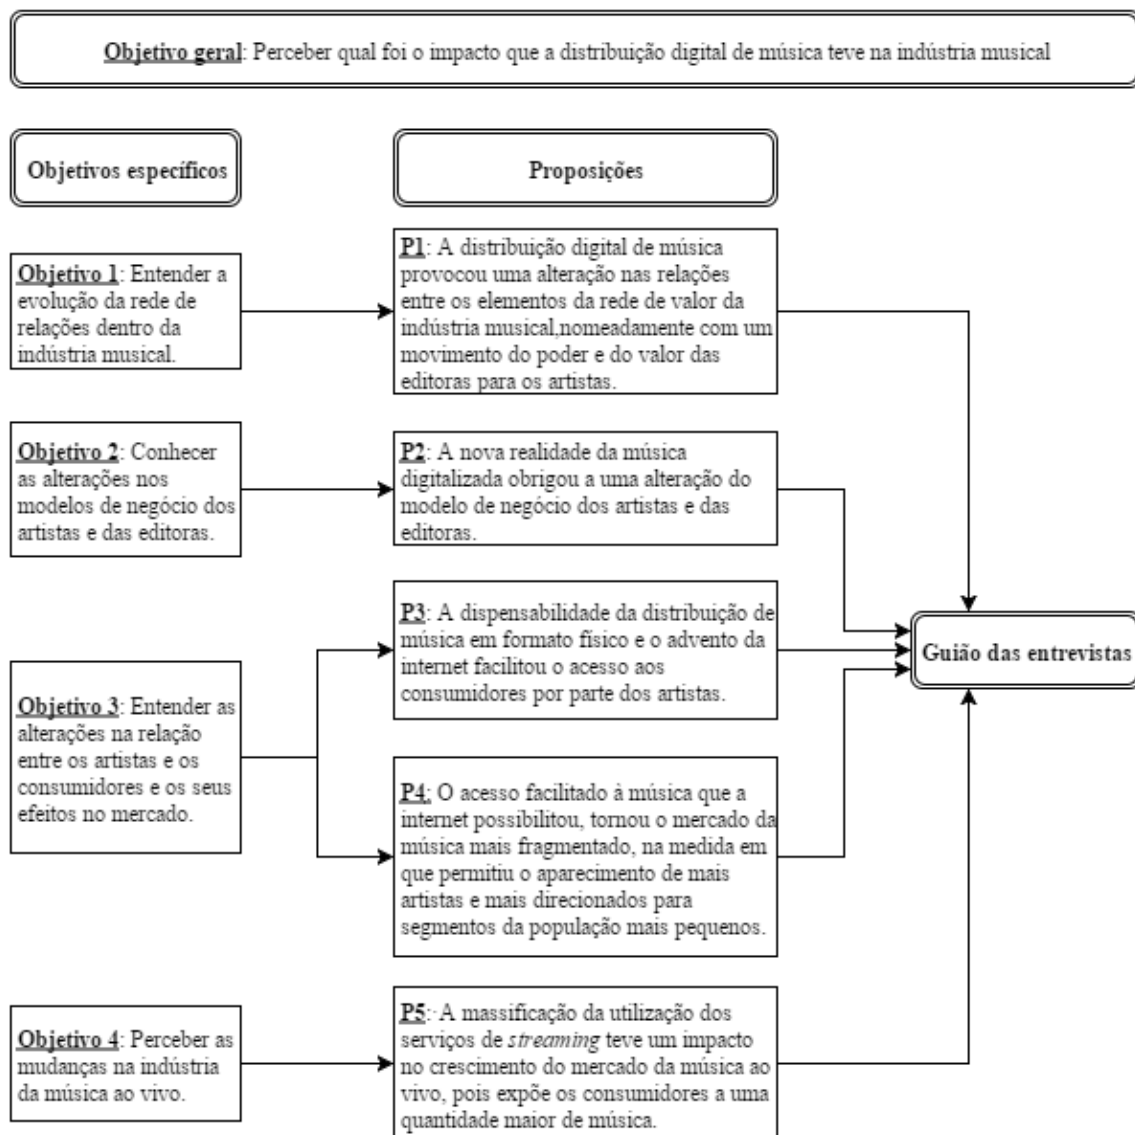 Objetivo geral: Perceber qual foi o impacto que a distribuição digital de música teve na indústria musical
Objetivos específicos
Proposições
Objetivo 1: Entender a
evolução da rede de
relações dentro da
indústria musical.
P1: A distribuição digital de música
provocou uma alteração nas relações
entre os elementos da rede de valor da
indústria musical,nomeadamente com um
movimento do poder e do valor das
editoras para os artistas.
Objetivo 2: Conhecer
as alterações nos
modelos de negócio dos
artistas e das editoras.
P2: A nova realidade da música
digitalizada obrigou a uma alteração do
modelo de negócio dos artistas e das
editoras.
Objetivo 3: Entender as
alterações na relação
entre os artistas e os
consumidores e os seus
efeitos no mercado.
P3: A dispensabilidade da distribuição de
música em formato físico e o advento da
internet facilitou o acesso aos
consumidores por parte dos artistas.
P4: O acesso facilitado à música que a
internet possibilitou, tornou o mercado da
música mais fragmentado, na medida em
que permitiu o aparecimento de mais
artistas e mais direcionados para
segmentos da população mais pequenos.
Objetivo 4: Perceber as
mudanças na indústria
da música ao vivo.
P5: A massificação da utilização dos
serviços de streaming teve um impacto
no crescimento do mercado da música ao
vivo, pois expõe os consumidores a uma
quantidade maior de música.
Guião das entrevistas